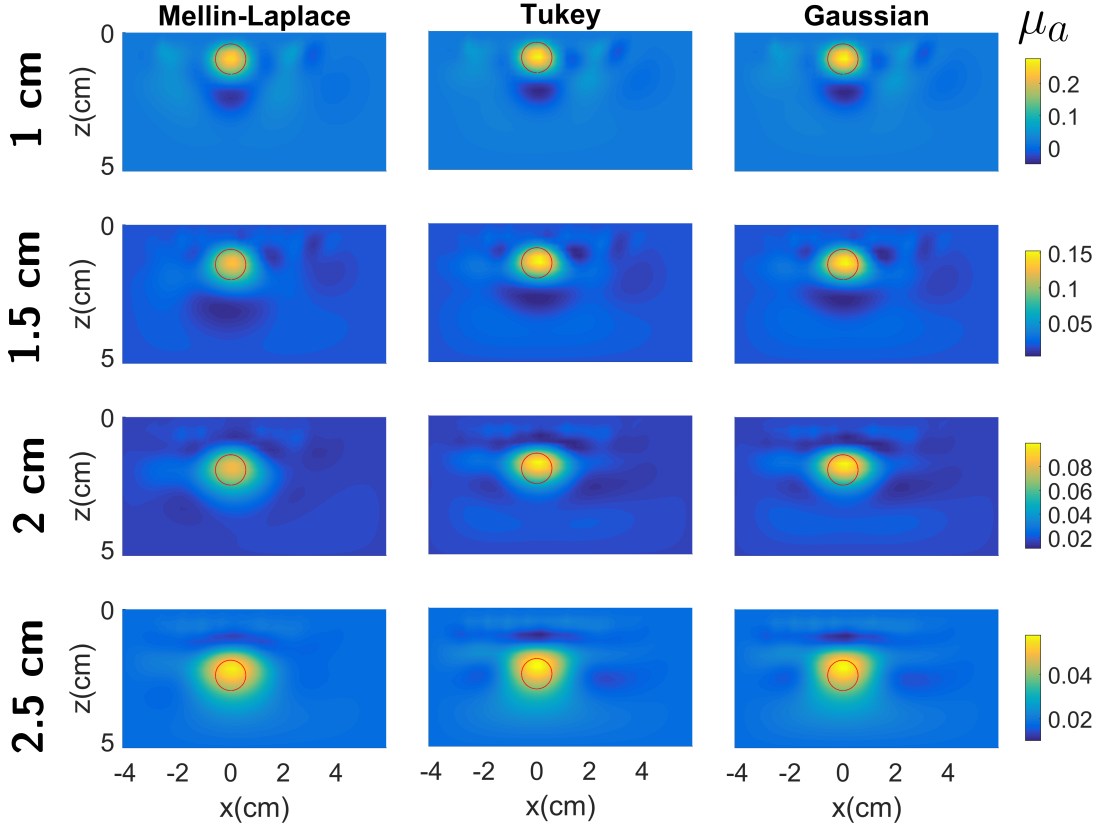 Mellin-Laplace Tukey Gaussian
μa
1 cm
z(cm)
0
5
0.2
0.1
0
1.5 cm
z(cm)
0
5
0.15
0.1
0.05
2 cm
z(cm)
0
5
0.08
0.06
0.04
0.02
2.5 cm
z(cm)
0
5
0.04
0.02
-4 -2 0 2 4 -4 -2 0 2 4 -4 -2 0 2 4
x(cm) x(cm) x(cm)